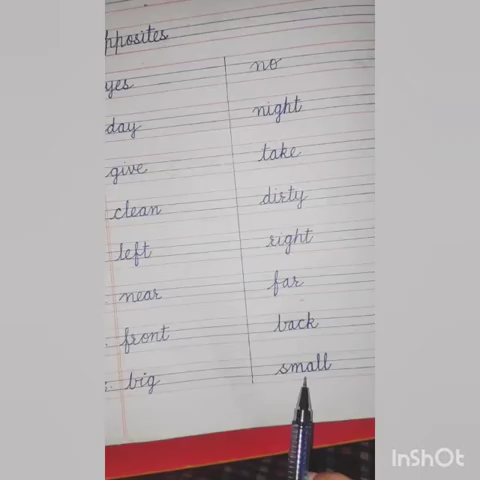 pposites
yes no
day night
give take
clean dirty
left right
near far
front back
big small
InShOt